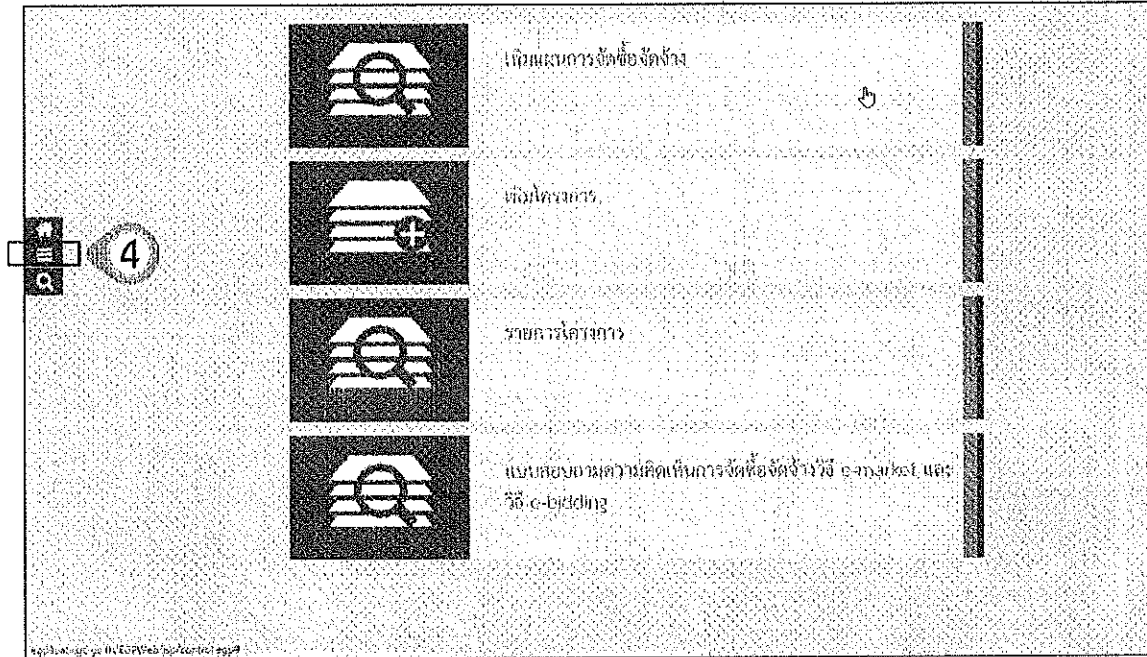 เพิ่มแผนการจัดซื้อจัดจ้าง
เพิ่มโครงการ
4
รายการโครงการ
แบบสอบถามความคิดเห็นการจัดซื้อจัดจ้างวิธี e-market และ
วิธี e-bidding